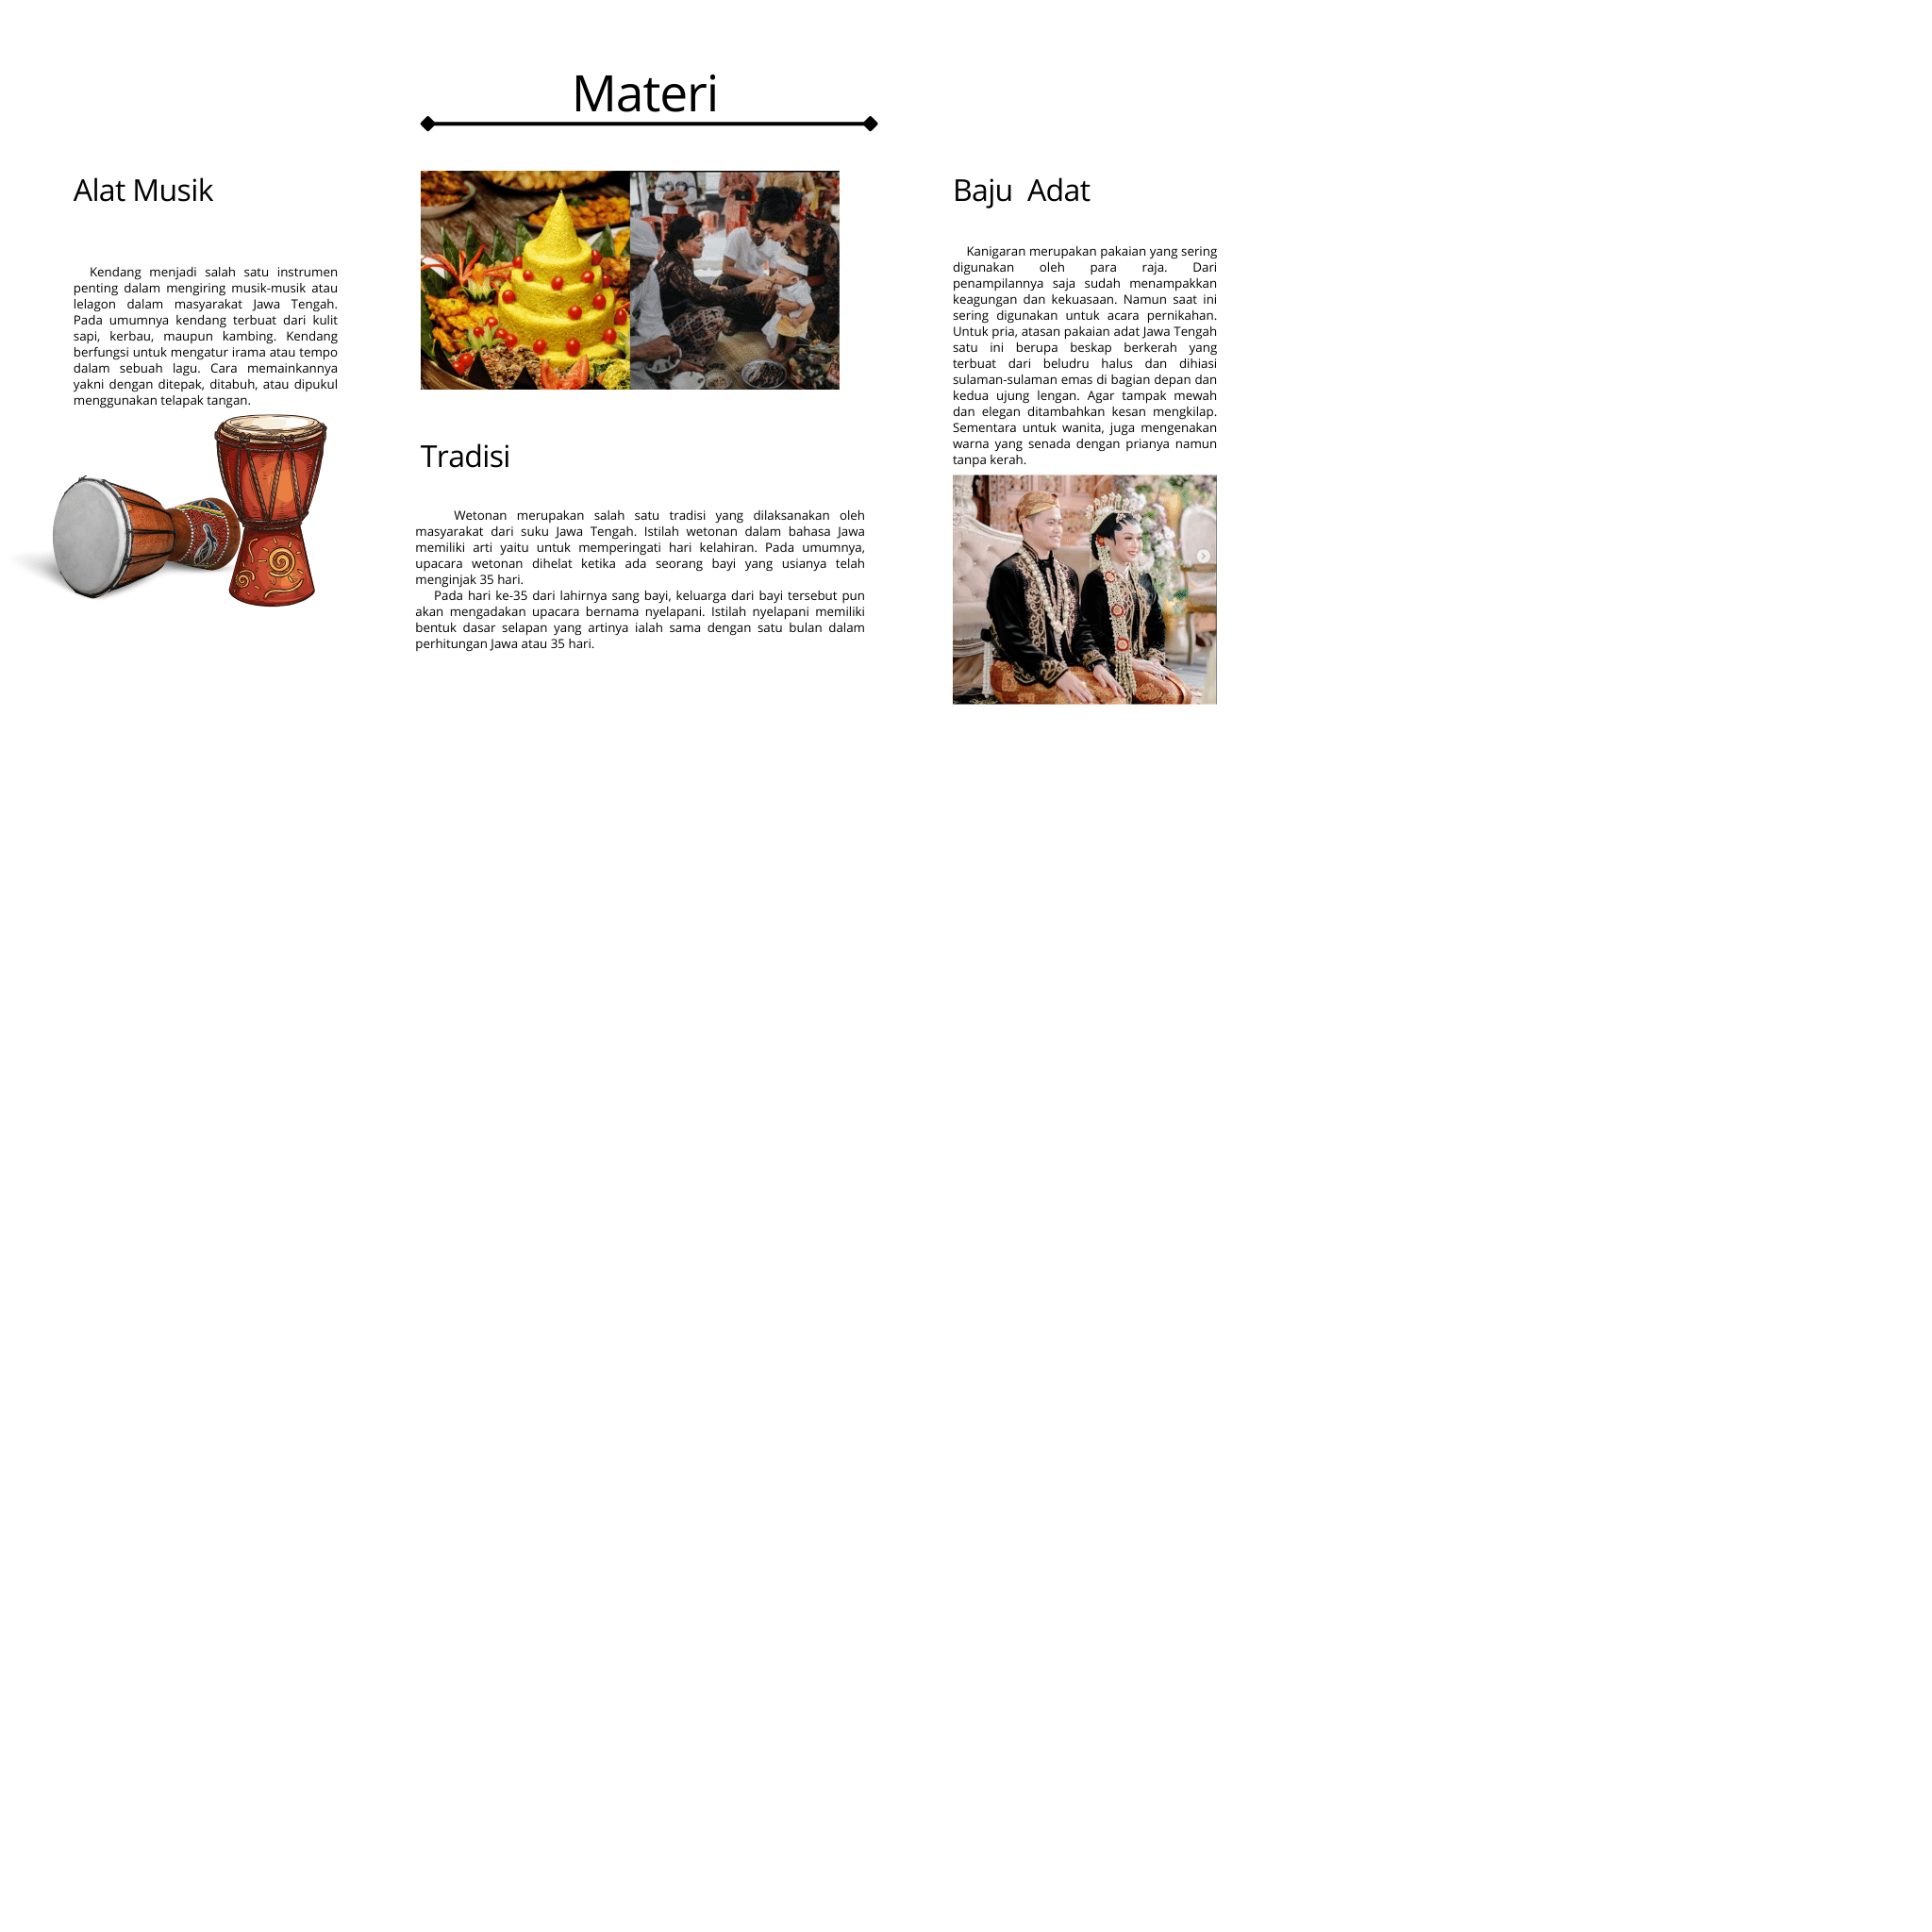 Materi
Alat Musik
Kendang menjadi salah satu instrumen
penting dalam mengiring musik-musik atau
lelagon dalam masyarakat Jawa Tengah.
Pada umumnya kendang terbuat dari kulit
sapi, kerbau, maupun kambing. Kendang
berfungsi untuk mengatur irama atau tempo
dalam sebuah lagu. Cara memainkannya
yakni dengan ditepak, ditabuh, atau dipukul
menggunakan telapak tangan.
Tradisi
Wetonan merupakan salah satu tradisi yang dilaksanakan oleh
masyarakat dari suku Jawa Tengah. Istilah wetonan dalam bahasa Jawa
memiliki arti yaitu untuk memperingati hari kelahiran. Pada umumnya,
upacara wetonan dihelat ketika ada seorang bayi yang usianya telah
menginjak 35 hari.
Pada hari ke-35 dari lahirnya sang bayi, keluarga dari bayi tersebut pun
akan mengadakan upacara bernama nyelapani. Istilah nyelapani memiliki
bentuk dasar selapan yang artinya ialah sama dengan satu bulan dalam
perhitungan Jawa atau 35 hari.
Baju Adat
Kanigaran merupakan pakaian yang sering
digunakan oleh para raja. Dari
penampilannya saja sudah menampakkan
keagungan dan kekuasaan. Namun saat ini
sering digunakan untuk acara pernikahan.
Untuk pria, atasan pakaian adat Jawa Tengah
satu ini berupa beskap berkerah yang
terbuat dari beludru halus dan dihiasi
sulaman-sulaman emas di bagian depan dan
kedua ujung lengan. Agar tampak mewah
dan elegan ditambahkan kesan mengkilap.
Sementara untuk wanita, juga mengenakan
warna yang senada dengan prianya namun
tanpa kerah.